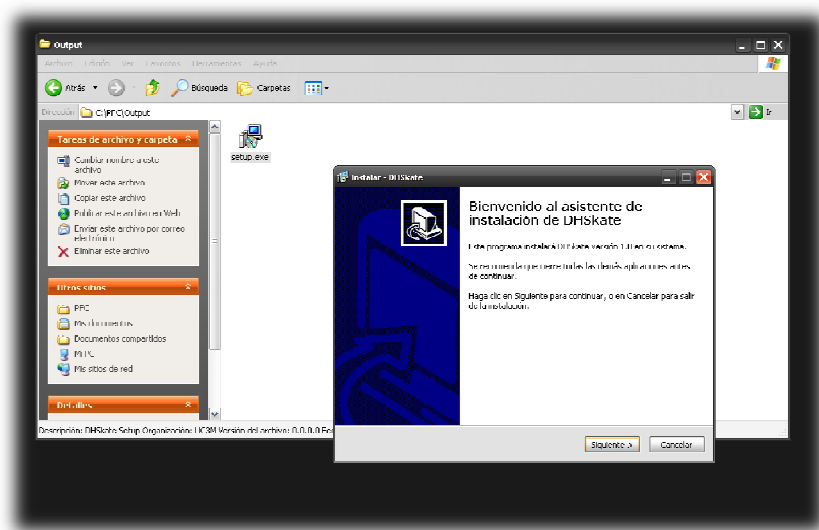 Output
Archivo Edición Ver Favoritos Herramientas Ayuda
Atrás Búsqueda Carpetas
Dirección C:\PFC\Output Ir
Tareas de archivo y carpeta
Cambiar nombre a este
archivo
Mover este archivo
Copiar este archivo
Publicar este archivo en Web
Enviar este archivo por correo
electrónico
Eliminar este archivo
Otros sitios
PFC
Mis documentos
Documentos compartidos
Mi PC
Mis sitios de red
Detalles
setup.exe
Instalar - DHSkate
Bienvenido al asistente de
instalación de DHSkate
Este programa instalará DHSkate versión 1.0 en su sistema.
Se recomienda que cierre todas las demás aplicaciones antes
de continuar.
Haga clic en Siguiente para continuar, o en Cancelar para salir
de la instalación.
Siguiente > Cancelar
Descripción: DHSkate Setup Organización: UC3M Versión del archivo: 0.0.0.0